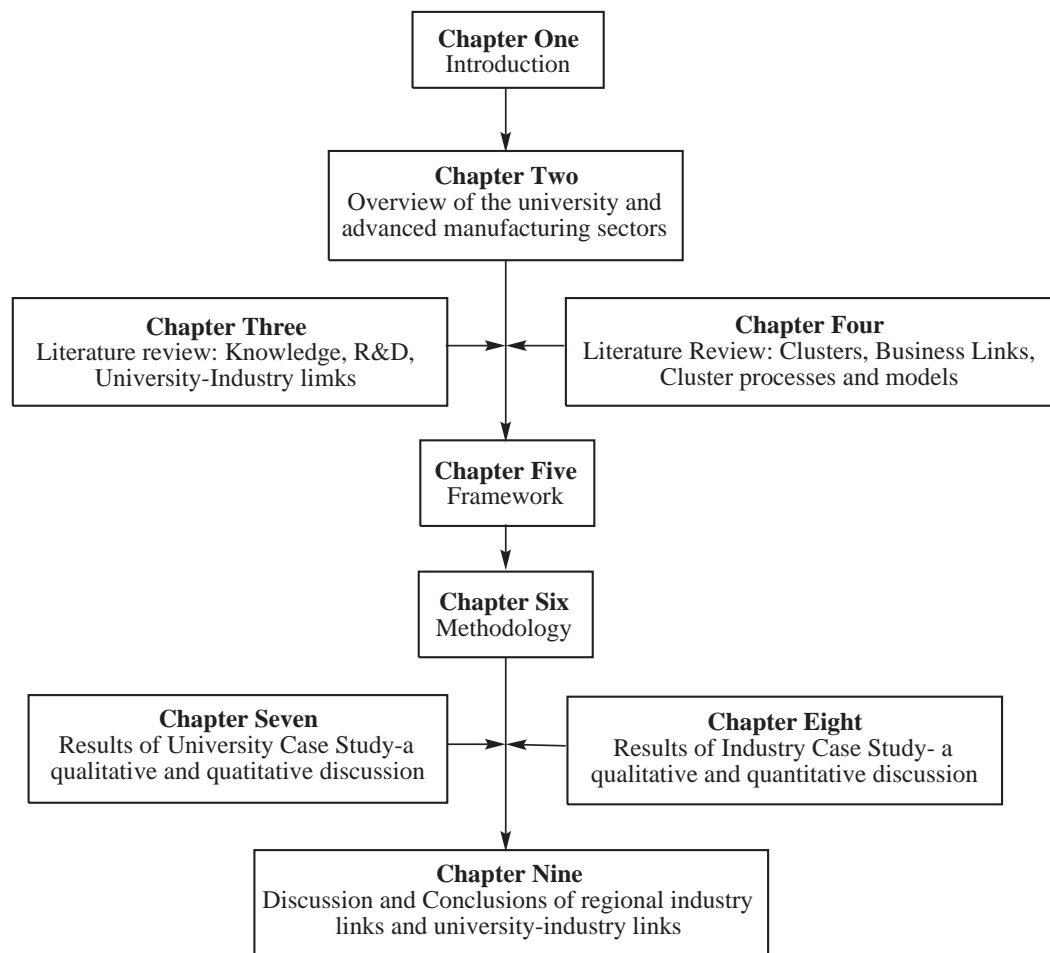 Chapter One
Introduction
Chapter Two
Overview of the university and
advanced manufacturing sectors
Chapter Three
Literature review: Knowledge, R&D,
University-Industry limks
Chapter Four
Literature Review: Clusters, Business Links,
Cluster processes and models
Chapter Five
Framework
Chapter Six
Methodology
Chapter Seven
Results of University Case Study-a
qualitative and quatitative discussion
Chapter Eight
Results of Industry Case Study- a
qualitative and quantitative discussion
Chapter Nine
Discussion and Conclusions of regional industry
links and university-industry links